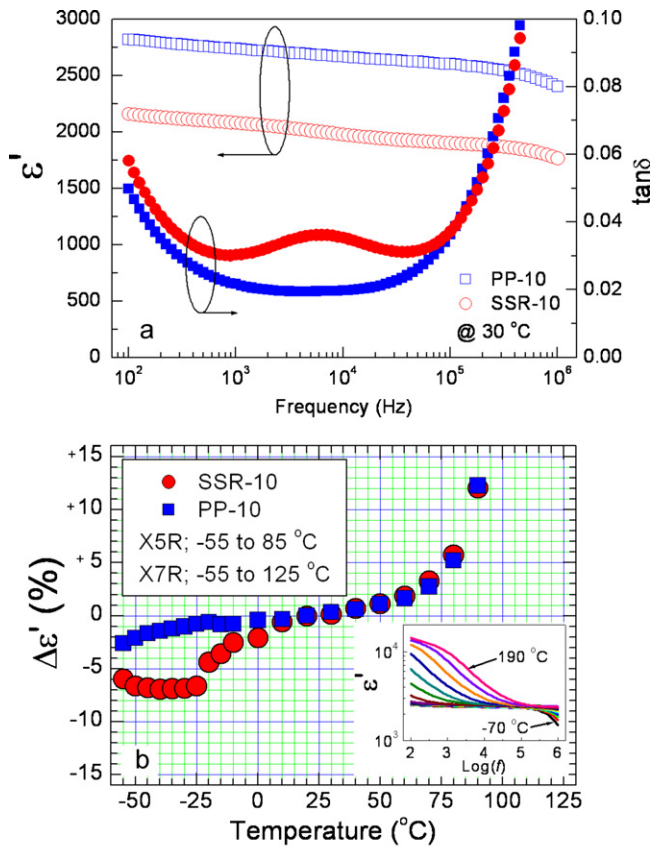 3000
2500
2000
1500
1000
500
0
ε'
0.10
0.08
0.06
0.04
0.02
0.00
tanδ
PP-10
SSR-10
@ 30 °C
a
10² 10³ 10⁴ 10⁵ 10⁶
Frequency (Hz)
+15
+10
+5
0
-5
-10
-15
Δε' (%)
SSR-10
PP-10
X5R; -55 to 85 °C
X7R; -55 to 125 °C
10⁴
10³
ε'
190 °C
-70 °C
2 3 4 5 6
Log(f)
b
-50 -25 0 25 50 75 100 125
Temperature (°C)